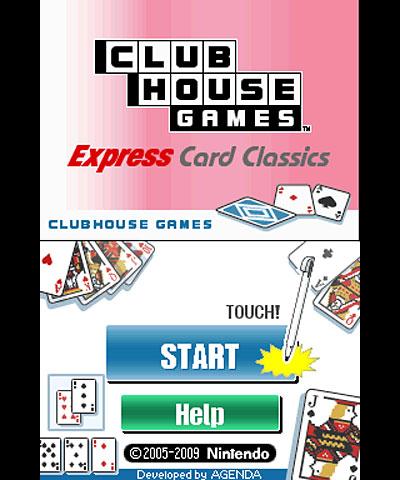 CLUB
HOUSE
GAMES™
Express Card Classics
CLUBHOUSE GAMES
TOUCH!
START
Help
©2005-2009 Nintendo
Developed by AGENDA